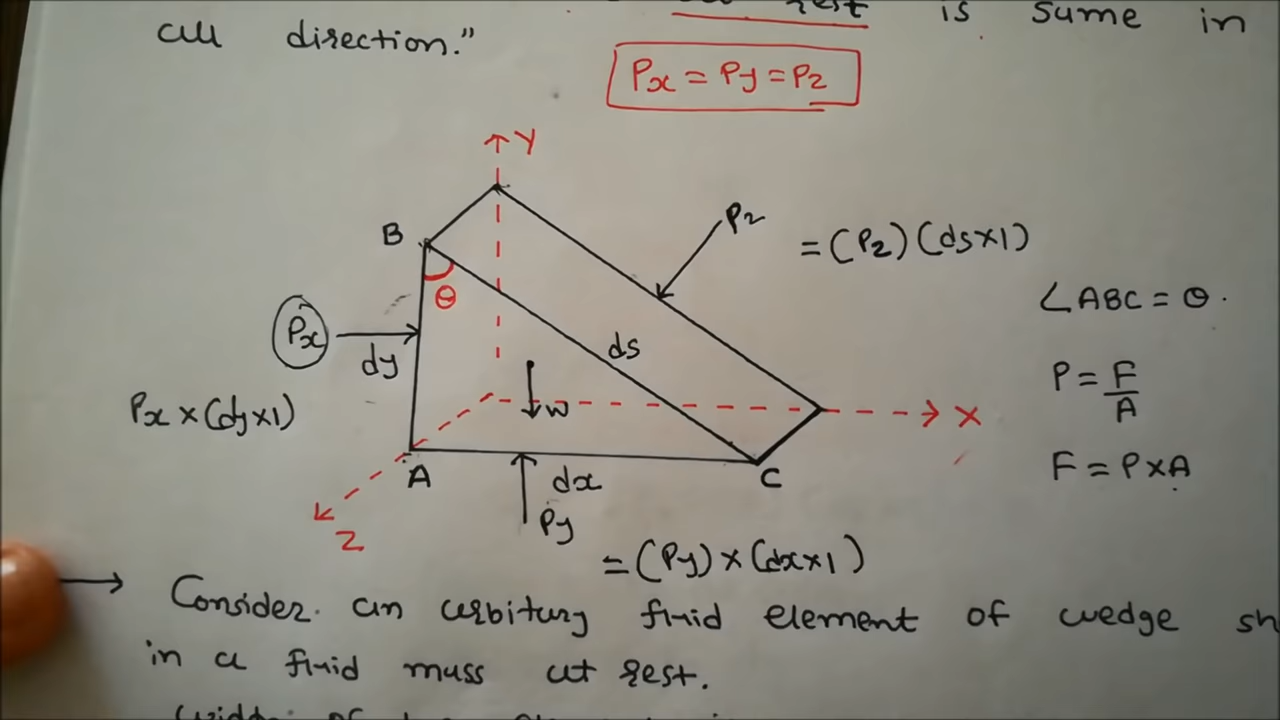 is same in
all direction."
Px = Py = Pz
Y
B
Pz
= (Pz) (ds×1)
θ
∠ABC = θ.
Px
dy
ds
P = F/A
Px × (dy×1)
w
X
F = P×A
A
dx
C
Z
Py
= (Py) × (dx×1)
→ Consider an arbitary fluid element of wedge sh
in a fluid mass at rest.